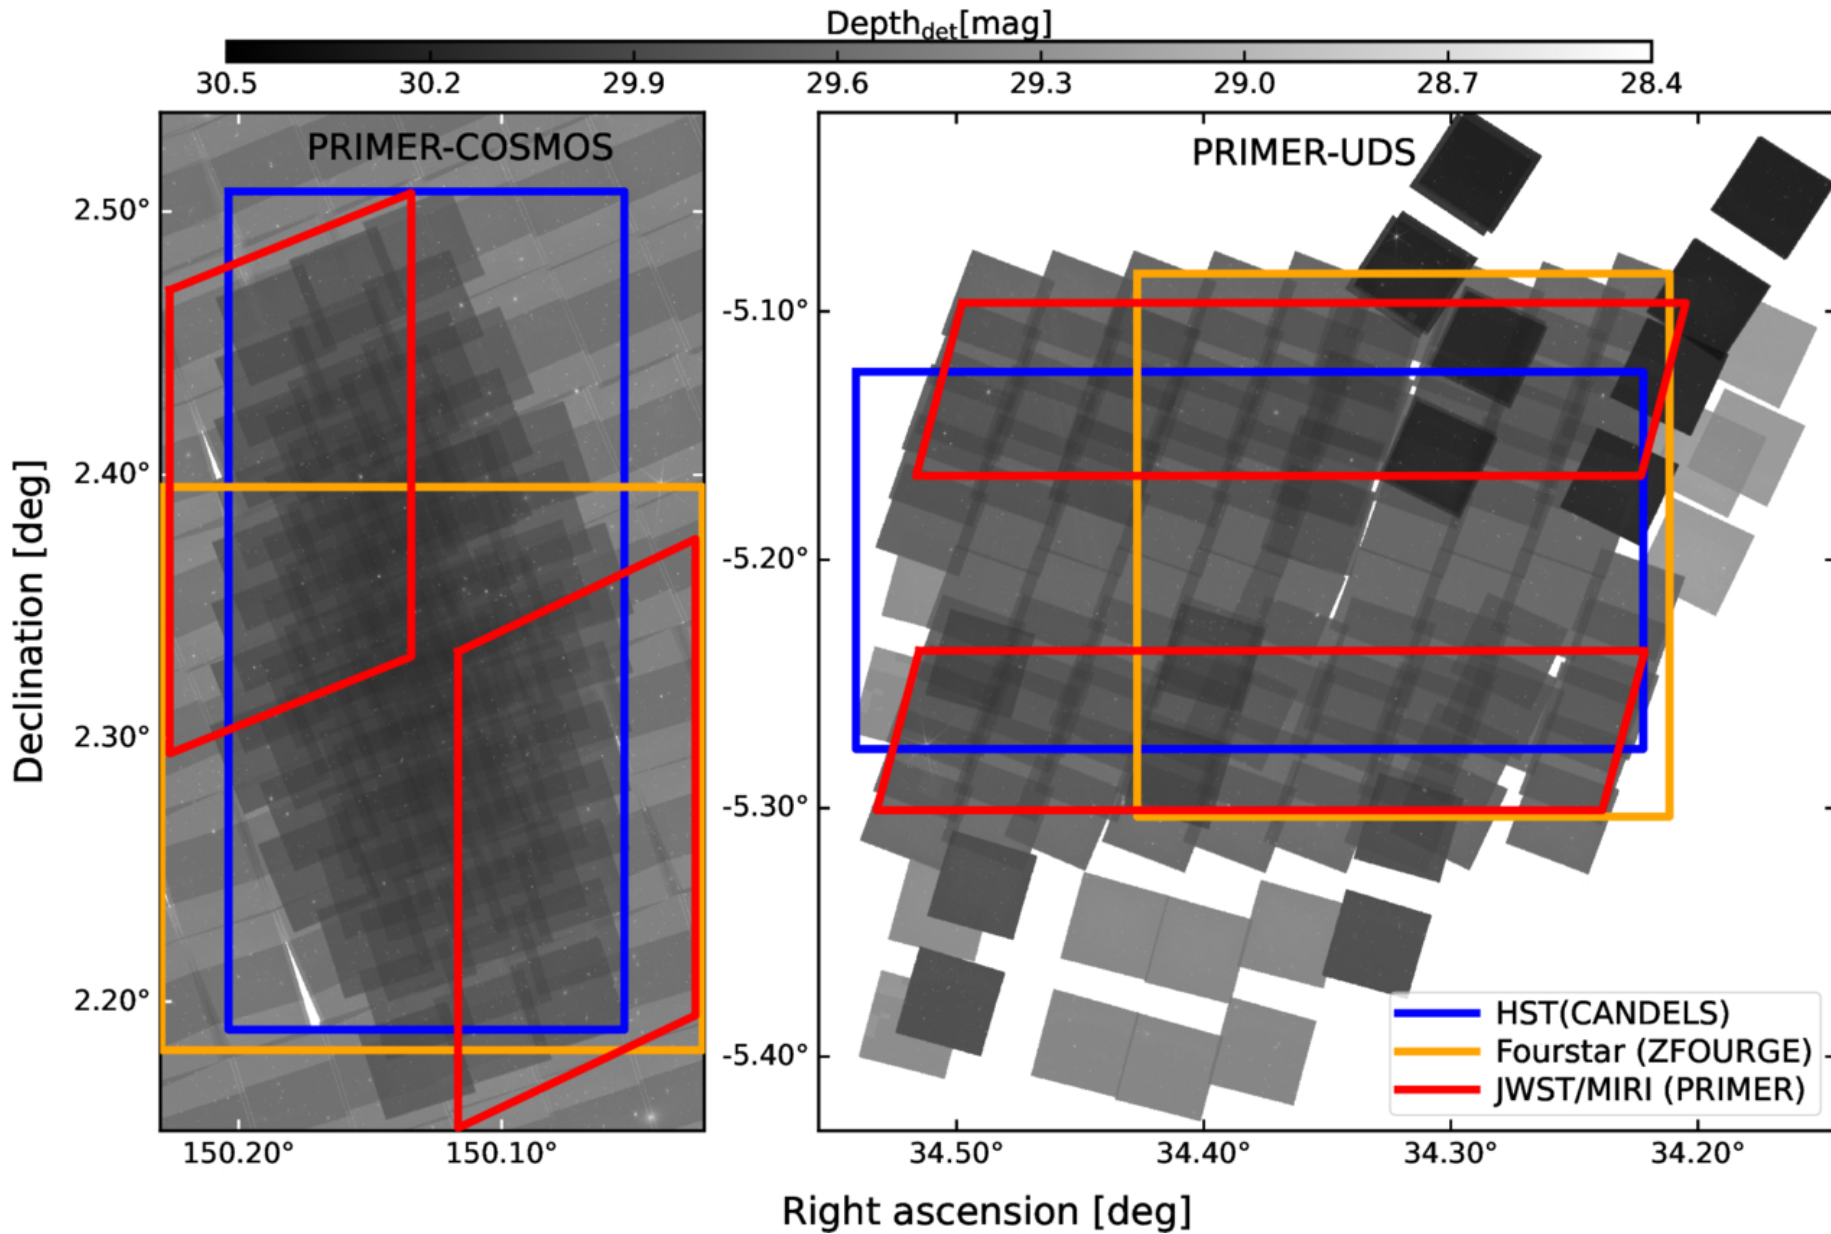 Depth_det[mag]
30.5 30.2 29.9 29.6 29.3 29.0 28.7 28.4
PRIMER-COSMOS
PRIMER-UDS
2.50°
2.40°
2.30°
2.20°
Declination [deg]
-5.10°
-5.20°
-5.30°
-5.40°
HST(CANDELS)
Fourstar (ZFOURGE)
JWST/MIRI (PRIMER)
150.20° 150.10°
34.50° 34.40° 34.30° 34.20°
Right ascension [deg]